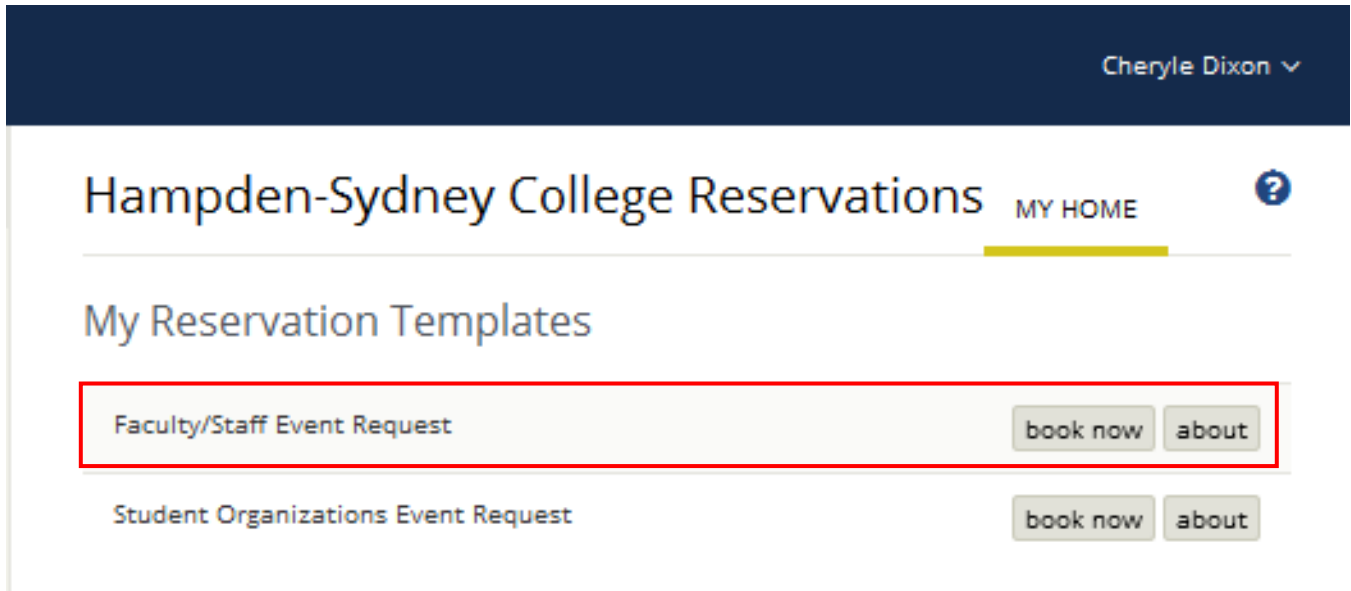 Cheryle Dixon
Hampden-Sydney College Reservations MY HOME ?
My Reservation Templates
Faculty/Staff Event Request book now about
Student Organizations Event Request book now about